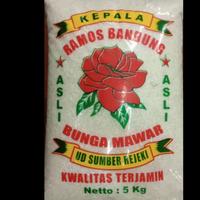 KEPALA
RAMOS BANDUNG
ASLI
ASLI
BUNGA MAWAR
UD SUMBER REJEKI
KWALITAS TERJAMIN
Netto : 5 Kg